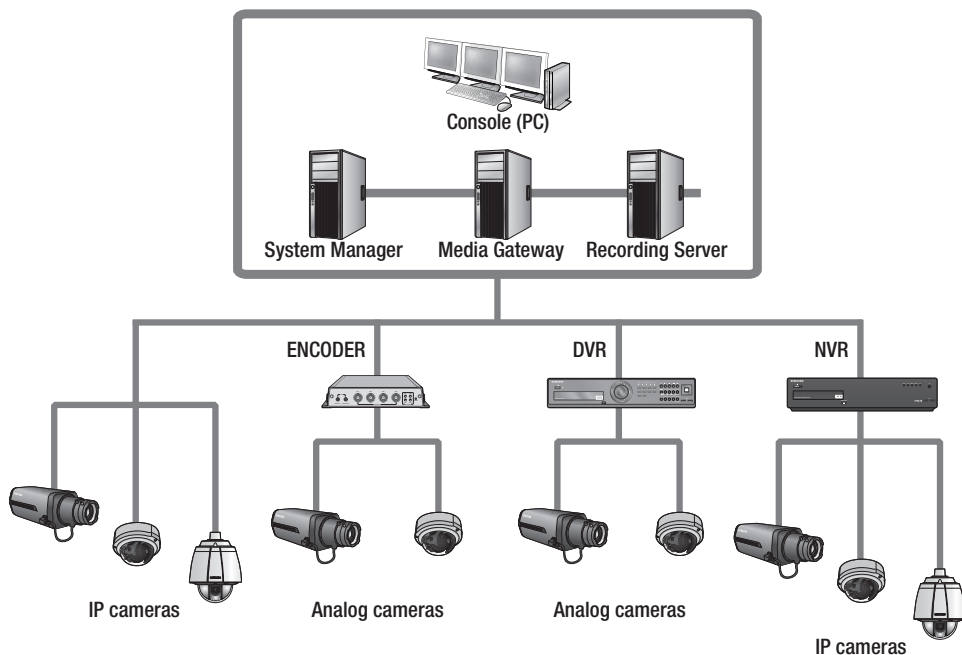 Console (PC)
System Manager
Media Gateway
Recording Server
ENCODER
DVR
NVR
IP cameras
Analog cameras
Analog cameras
IP cameras